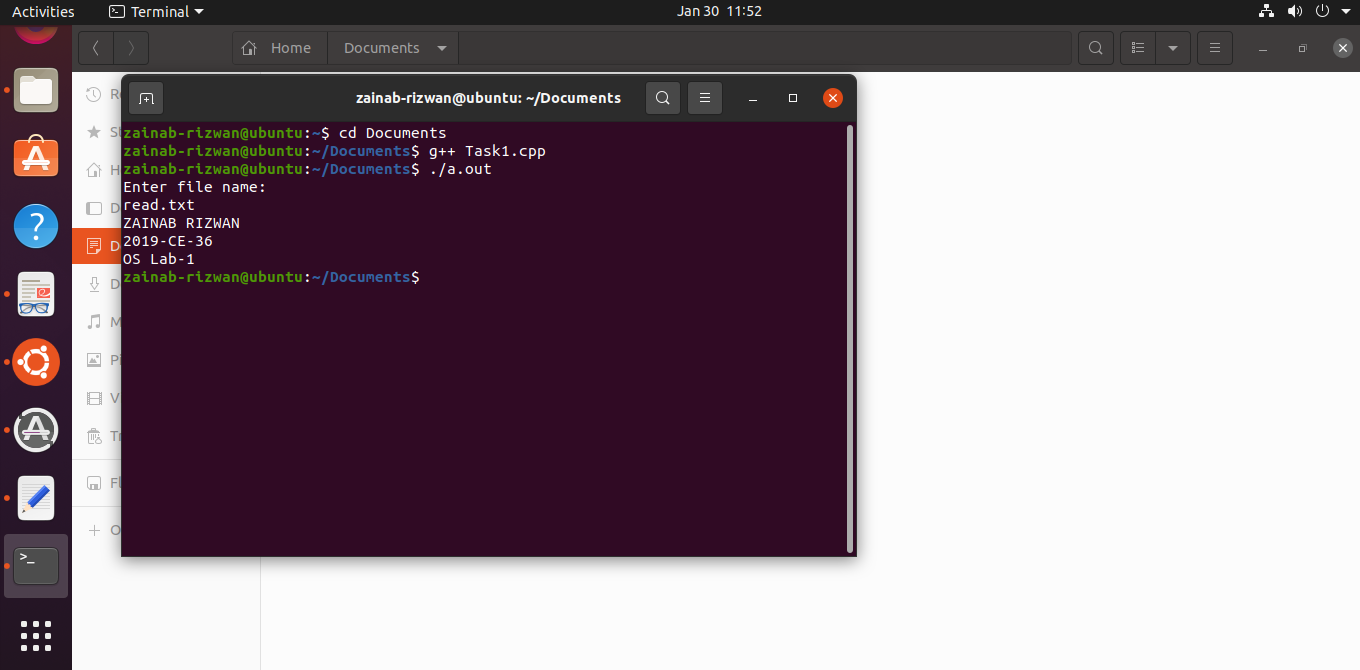 Activities Terminal Jan 30 11:52
Home Documents
zainab-rizwan@ubuntu: ~/Documents
zainab-rizwan@ubuntu:~$ cd Documents
zainab-rizwan@ubuntu:~/Documents$ g++ Task1.cpp
zainab-rizwan@ubuntu:~/Documents$ ./a.out
Enter file name:
read.txt
ZAINAB RIZWAN
2019-CE-36
OS Lab-1
zainab-rizwan@ubuntu:~/Documents$